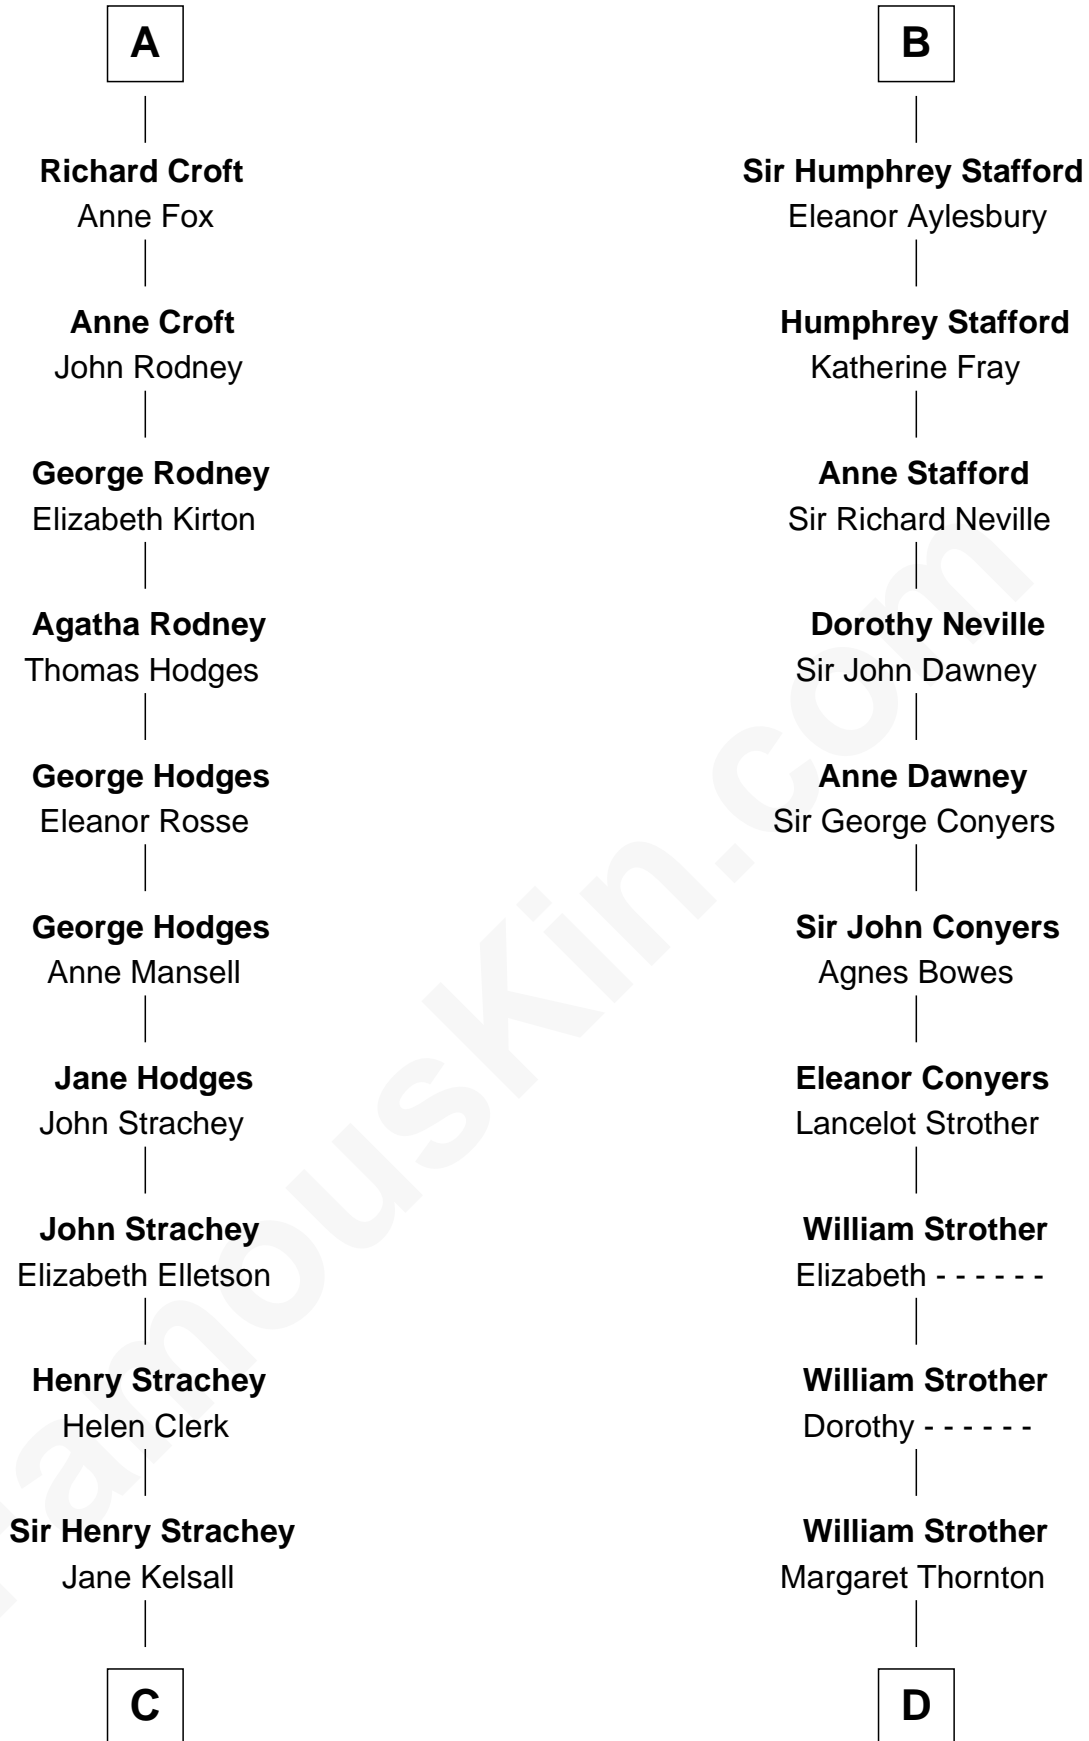 A
Richard Croft
Anne Fox
Anne Croft
John Rodney
George Rodney
Elizabeth Kirton
Agatha Rodney
Thomas Hodges
George Hodges
Eleanor Rosse
George Hodges
Anne Mansell
Jane Hodges
John Strachey
John Strachey
Elizabeth Elletson
Henry Strachey
Helen Clerk
Sir Henry Strachey
Jane Kelsall
C
B
Sir Humphrey Stafford
Eleanor Aylesbury
Humphrey Stafford
Katherine Fray
Anne Stafford
Sir Richard Neville
Dorothy Neville
Sir John Dawney
Anne Dawney
Sir George Conyers
Sir John Conyers
Agnes Bowes
Eleanor Conyers
Lancelot Strother
William Strother
Elizabeth - - - - - -
William Strother
Dorothy - - - - - -
William Strother
Margaret Thornton
D
FamousKin.com